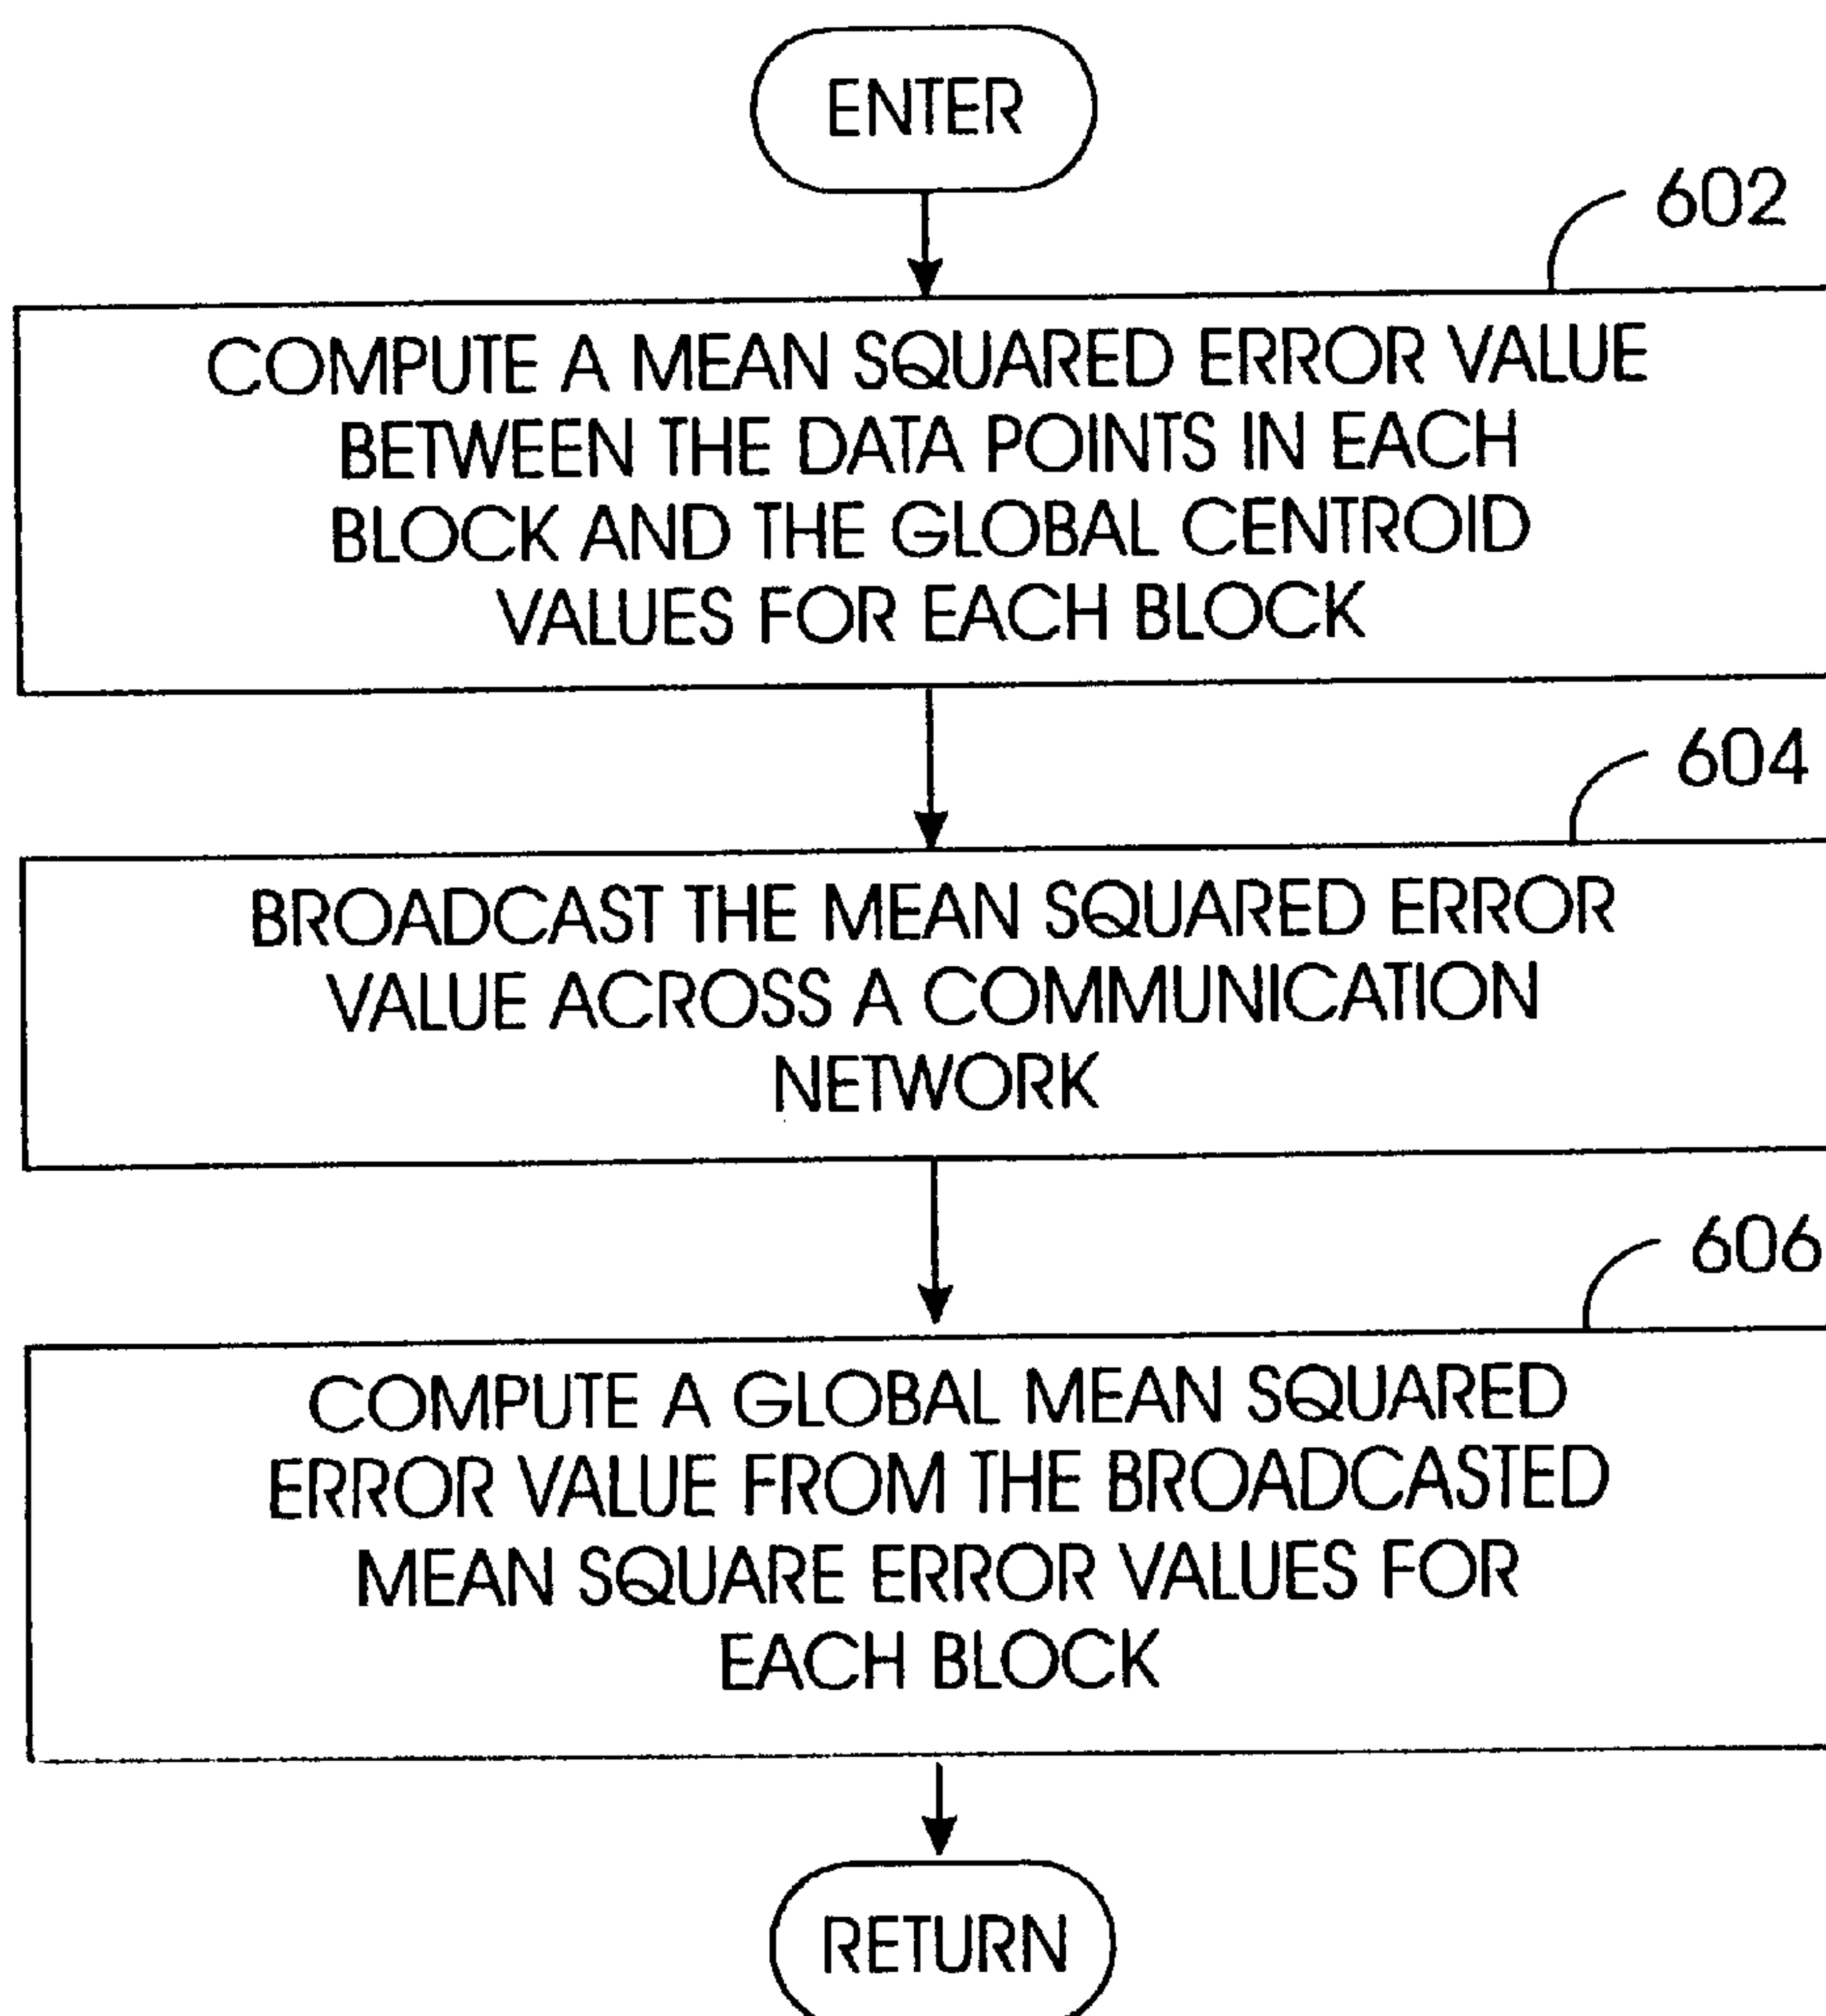 ENTER
602
COMPUTE A MEAN SQUARED ERROR VALUE
BETWEEN THE DATA POINTS IN EACH
BLOCK AND THE GLOBAL CENTROID
VALUES FOR EACH BLOCK
604
BROADCAST THE MEAN SQUARED ERROR
VALUE ACROSS A COMMUNICATION
NETWORK
606
COMPUTE A GLOBAL MEAN SQUARED
ERROR VALUE FROM THE BROADCASTED
MEAN SQUARE ERROR VALUES FOR
EACH BLOCK
RETURN